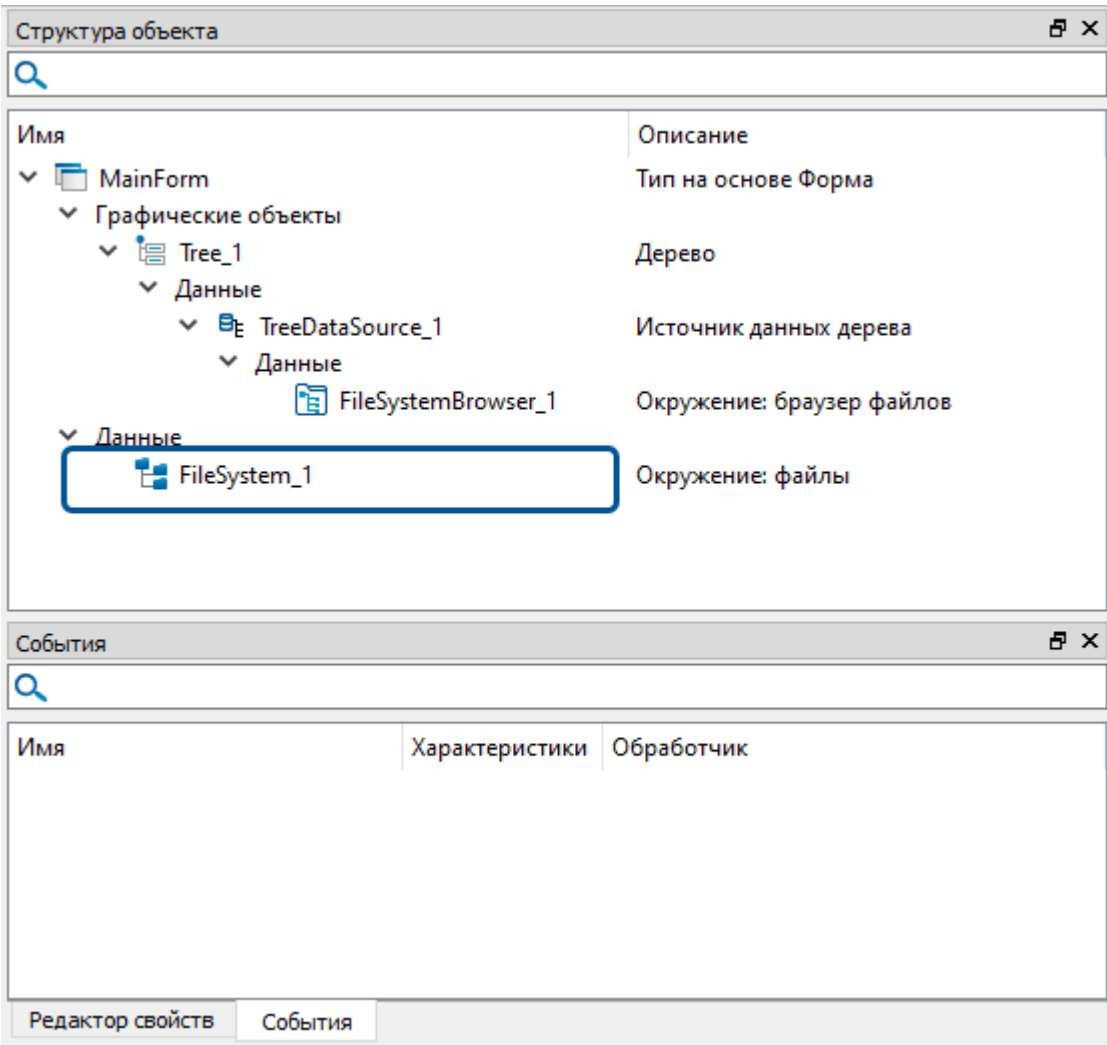 Структура объекта
Имя Описание
MainForm Тип на основе Форма
Графические объекты
Tree_1 Дерево
Данные
TreeDataSource_1 Источник данных дерева
Данные
FileSystemBrowser_1 Окружение: браузер файлов
Данные
FileSystem_1 Окружение: файлы
События
Имя Характеристики Обработчик
Редактор свойств События